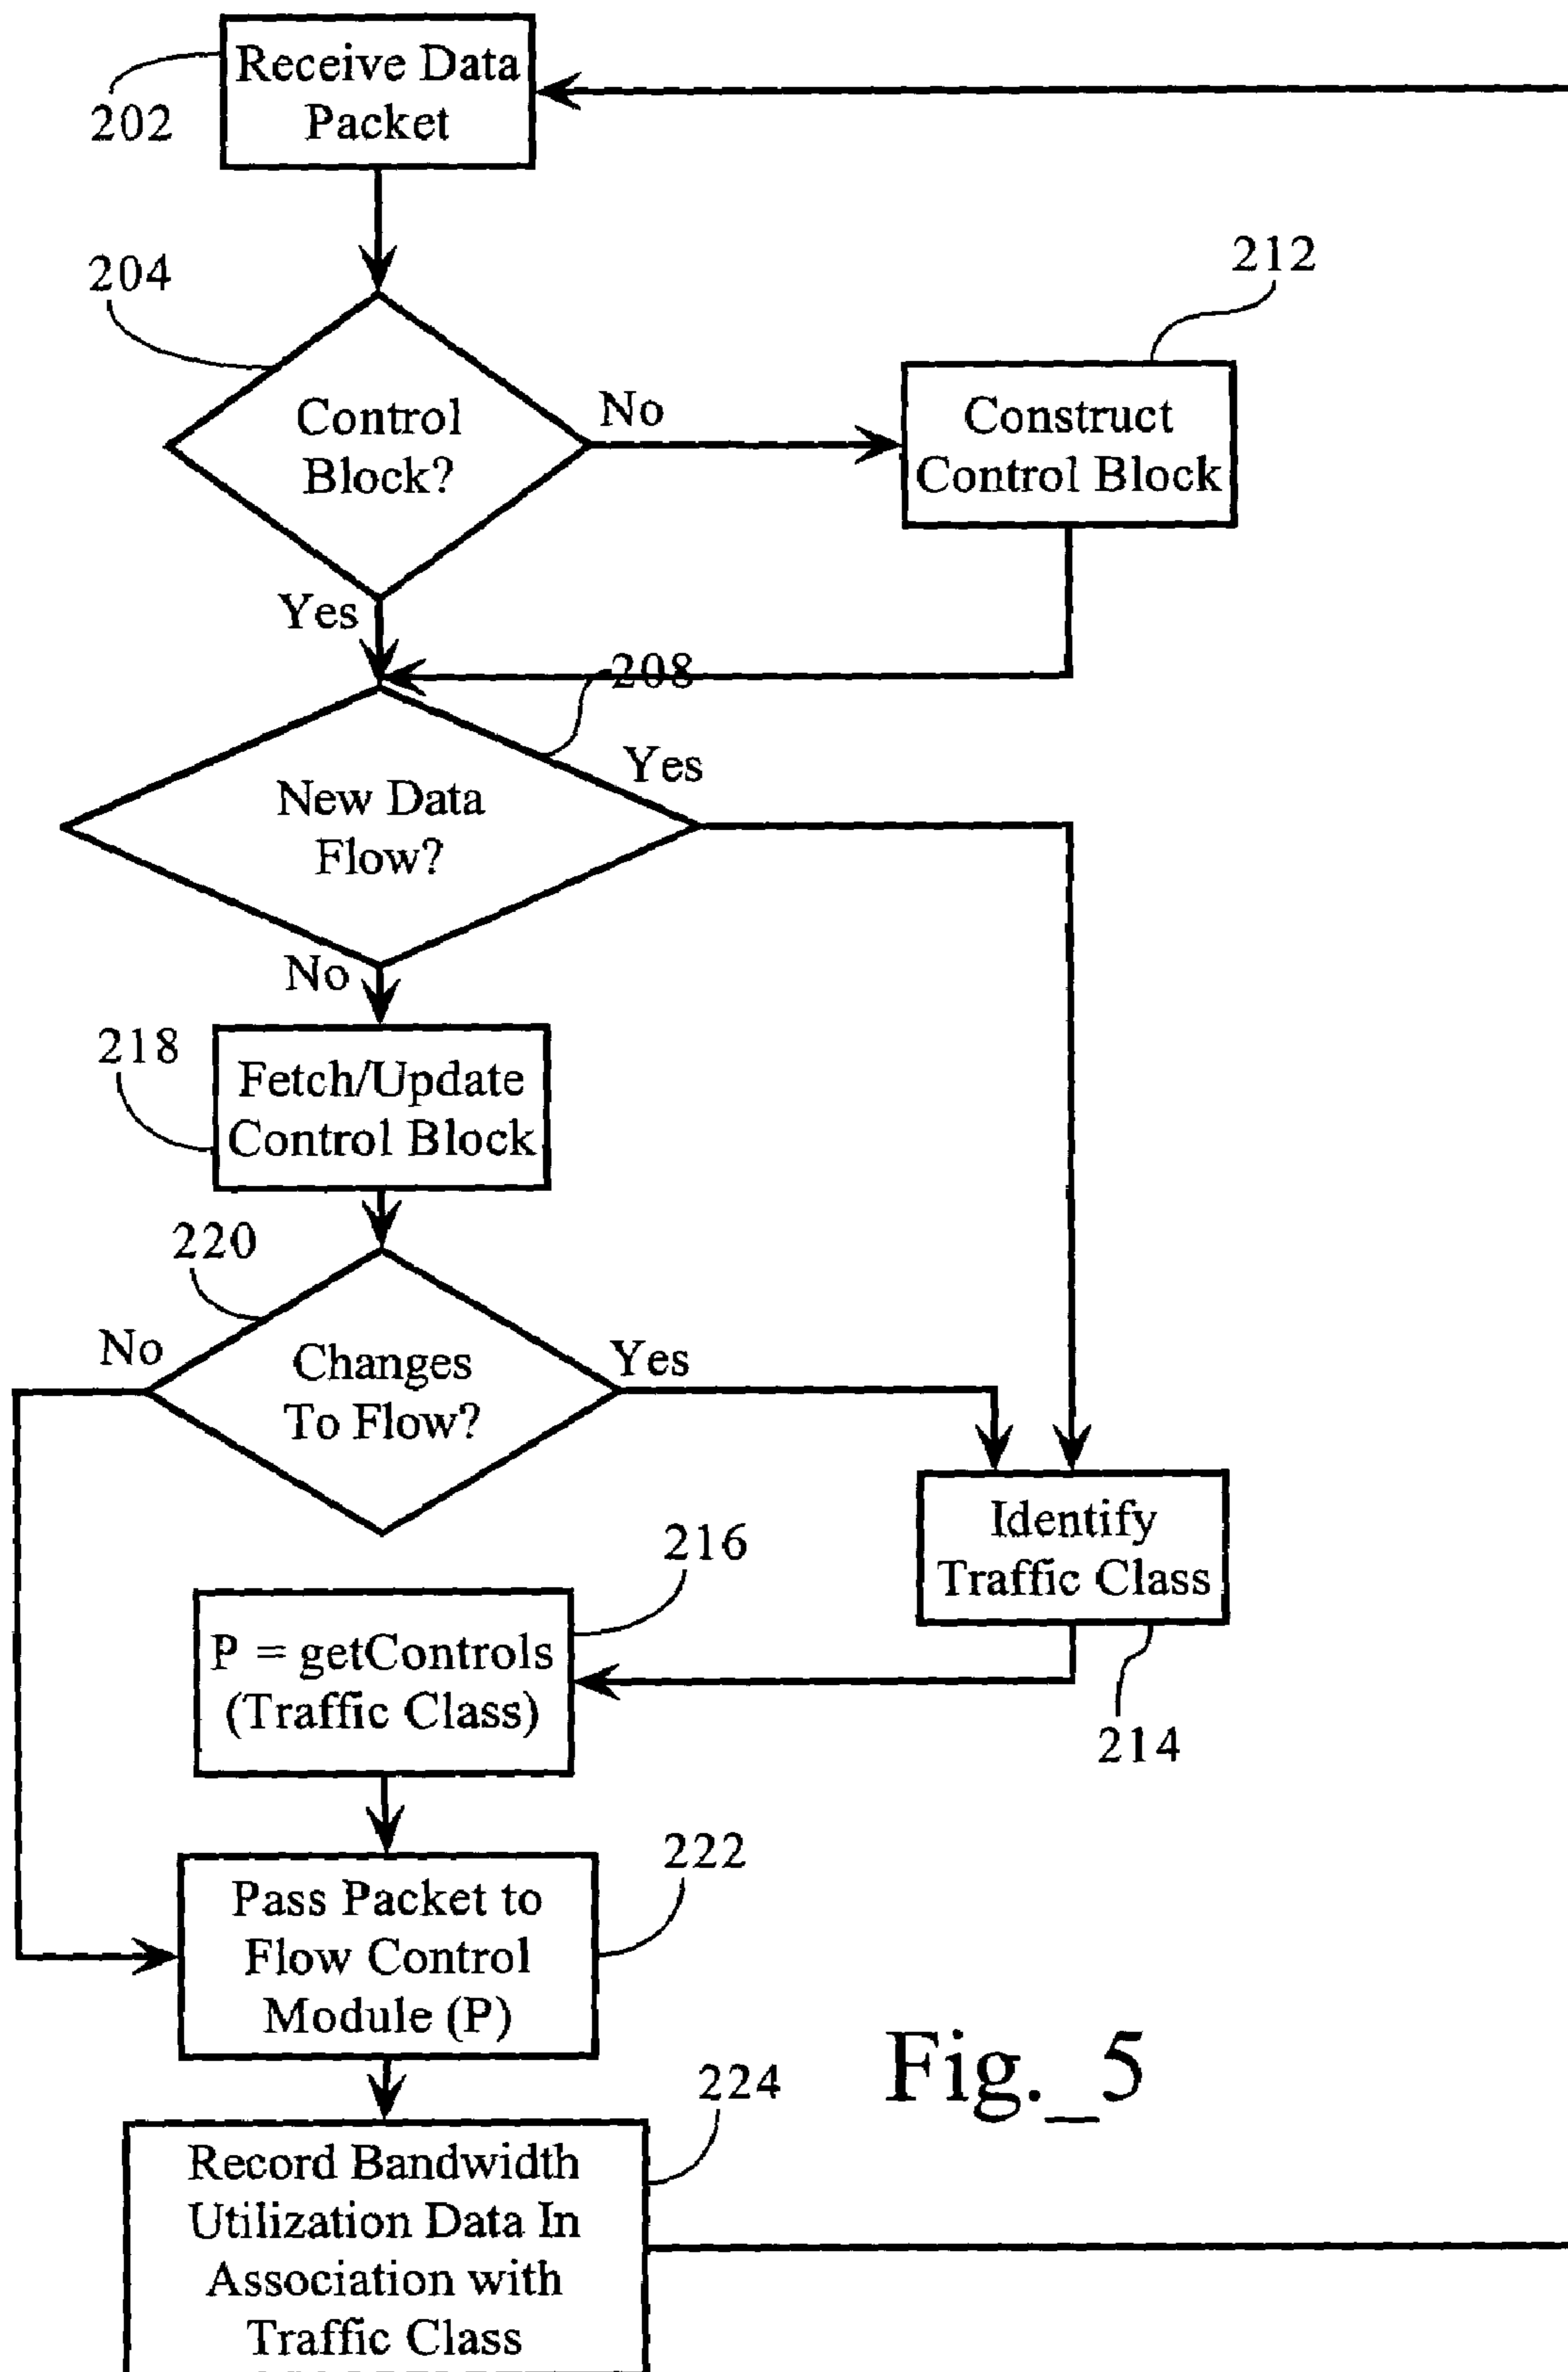 Receive Data
Packet
202
204
212
Control
Block?
No
Construct
Control Block
Yes
208
Yes
New Data
Flow?
No
218
Fetch/Update
Control Block
220
No
Changes
To Flow?
Yes
Identify
Traffic Class
216
P = getControls
(Traffic Class)
214
222
Pass Packet to
Flow Control
Module (P)
Fig._5
224
Record Bandwidth
Utilization Data In
Association with
Traffic Class